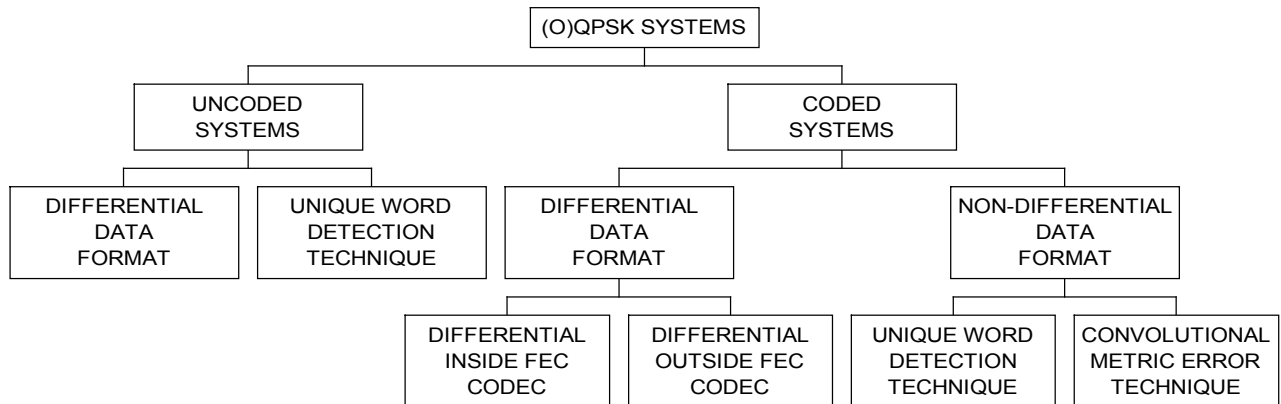 (O)QPSK SYSTEMS
UNCODED
SYSTEMS
CODED
SYSTEMS
DIFFERENTIAL
DATA
FORMAT
UNIQUE WORD
DETECTION
TECHNIQUE
DIFFERENTIAL
DATA
FORMAT
NON-DIFFERENTIAL
DATA
FORMAT
DIFFERENTIAL
INSIDE FEC
CODEC
DIFFERENTIAL
OUTSIDE FEC
CODEC
UNIQUE WORD
DETECTION
TECHNIQUE
CONVOLUTIONAL
METRIC ERROR
TECHNIQUE